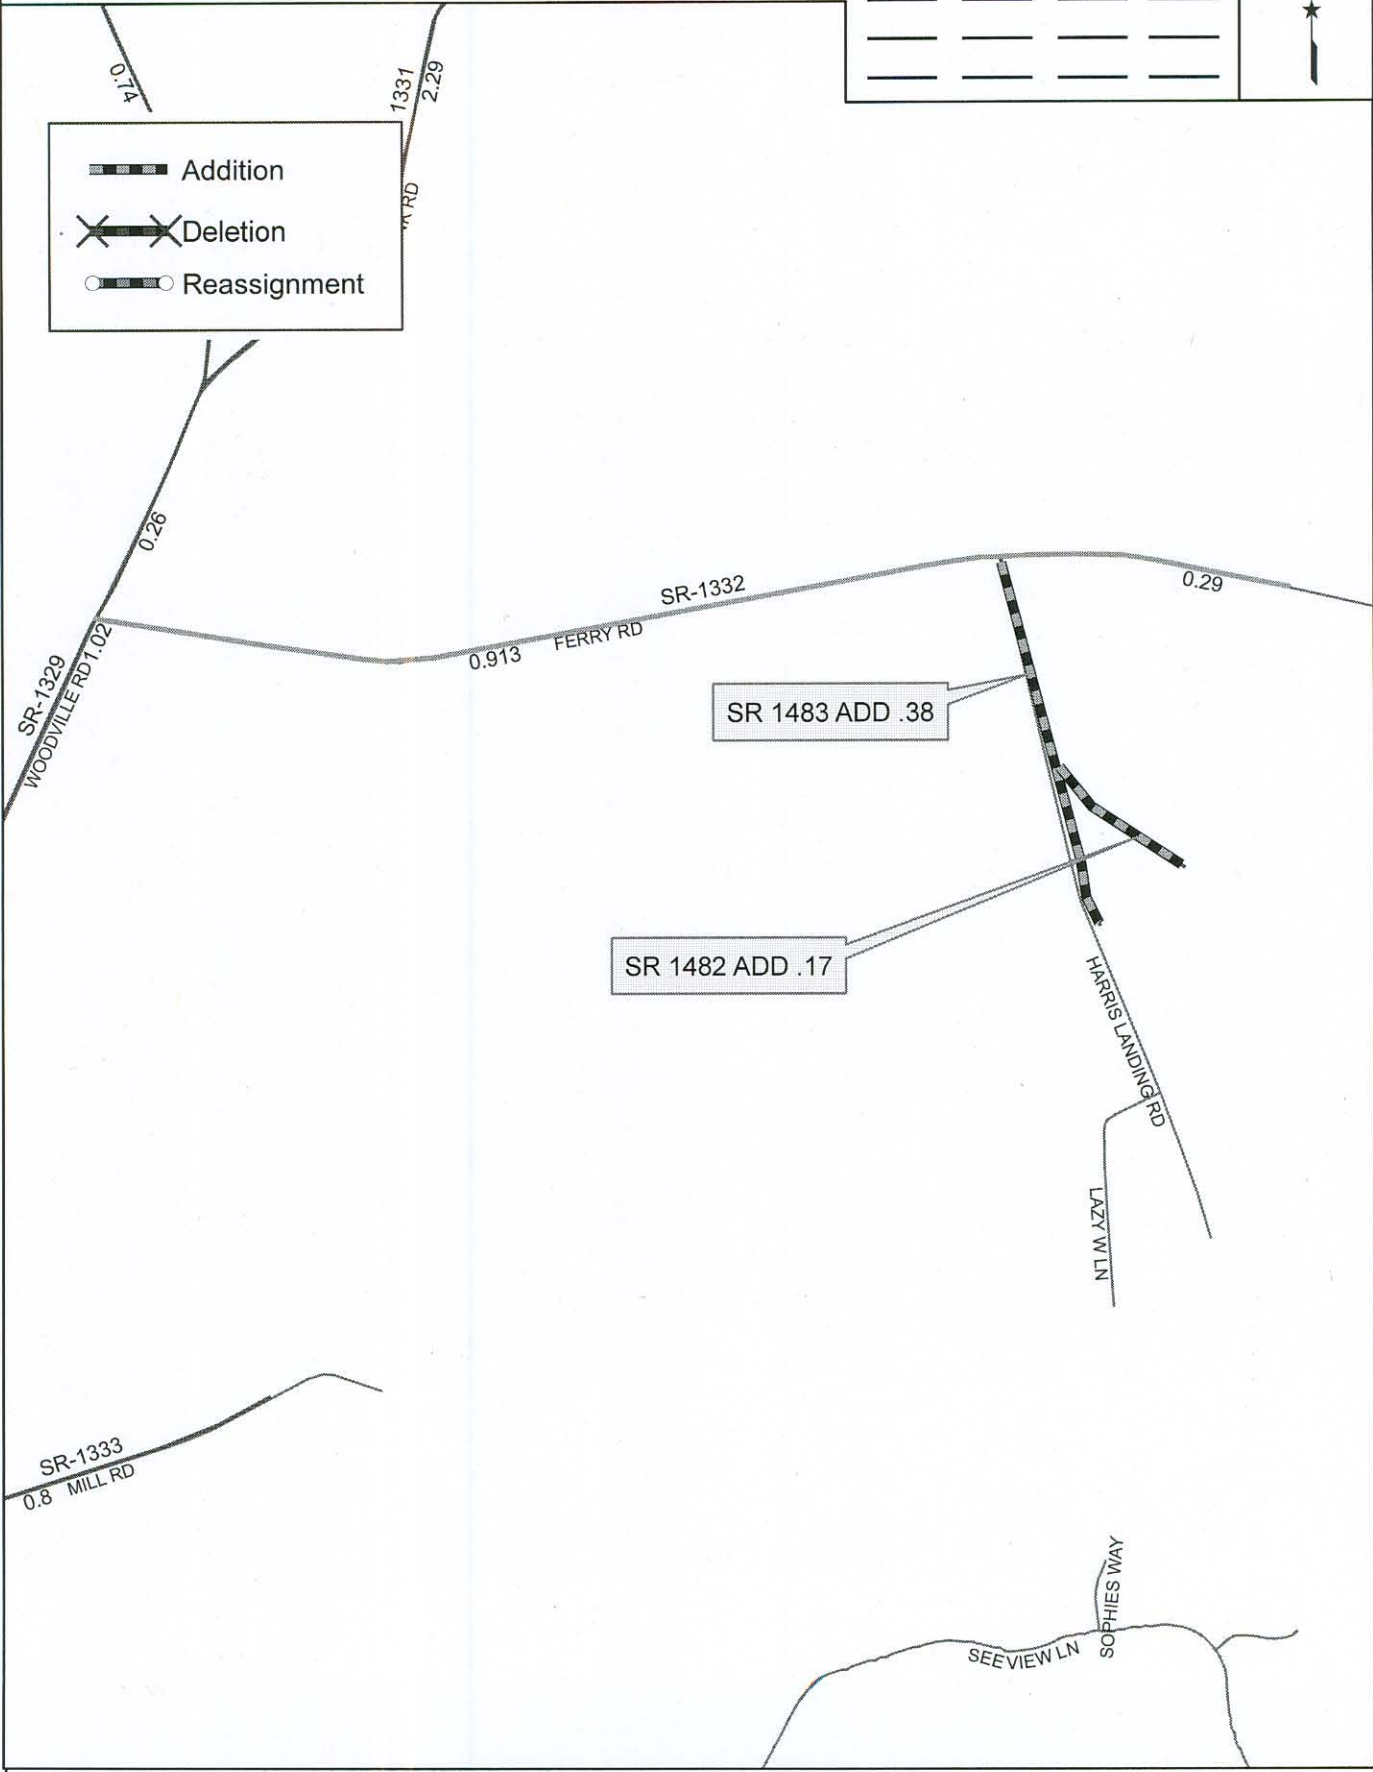 0.74
1331
2.29
Addition
Deletion
Reassignment
RD
0.26
SR-1332
FERRY RD
0.913
0.29
SR-1329
WOODVILLE RD 1.02
SR 1483 ADD .38
SR 1482 ADD .17
HARRIS LANDING RD
LAZY W LN
SR-1333
0.8 MILL RD
SOPHIES WAY
SEEVIEW LN